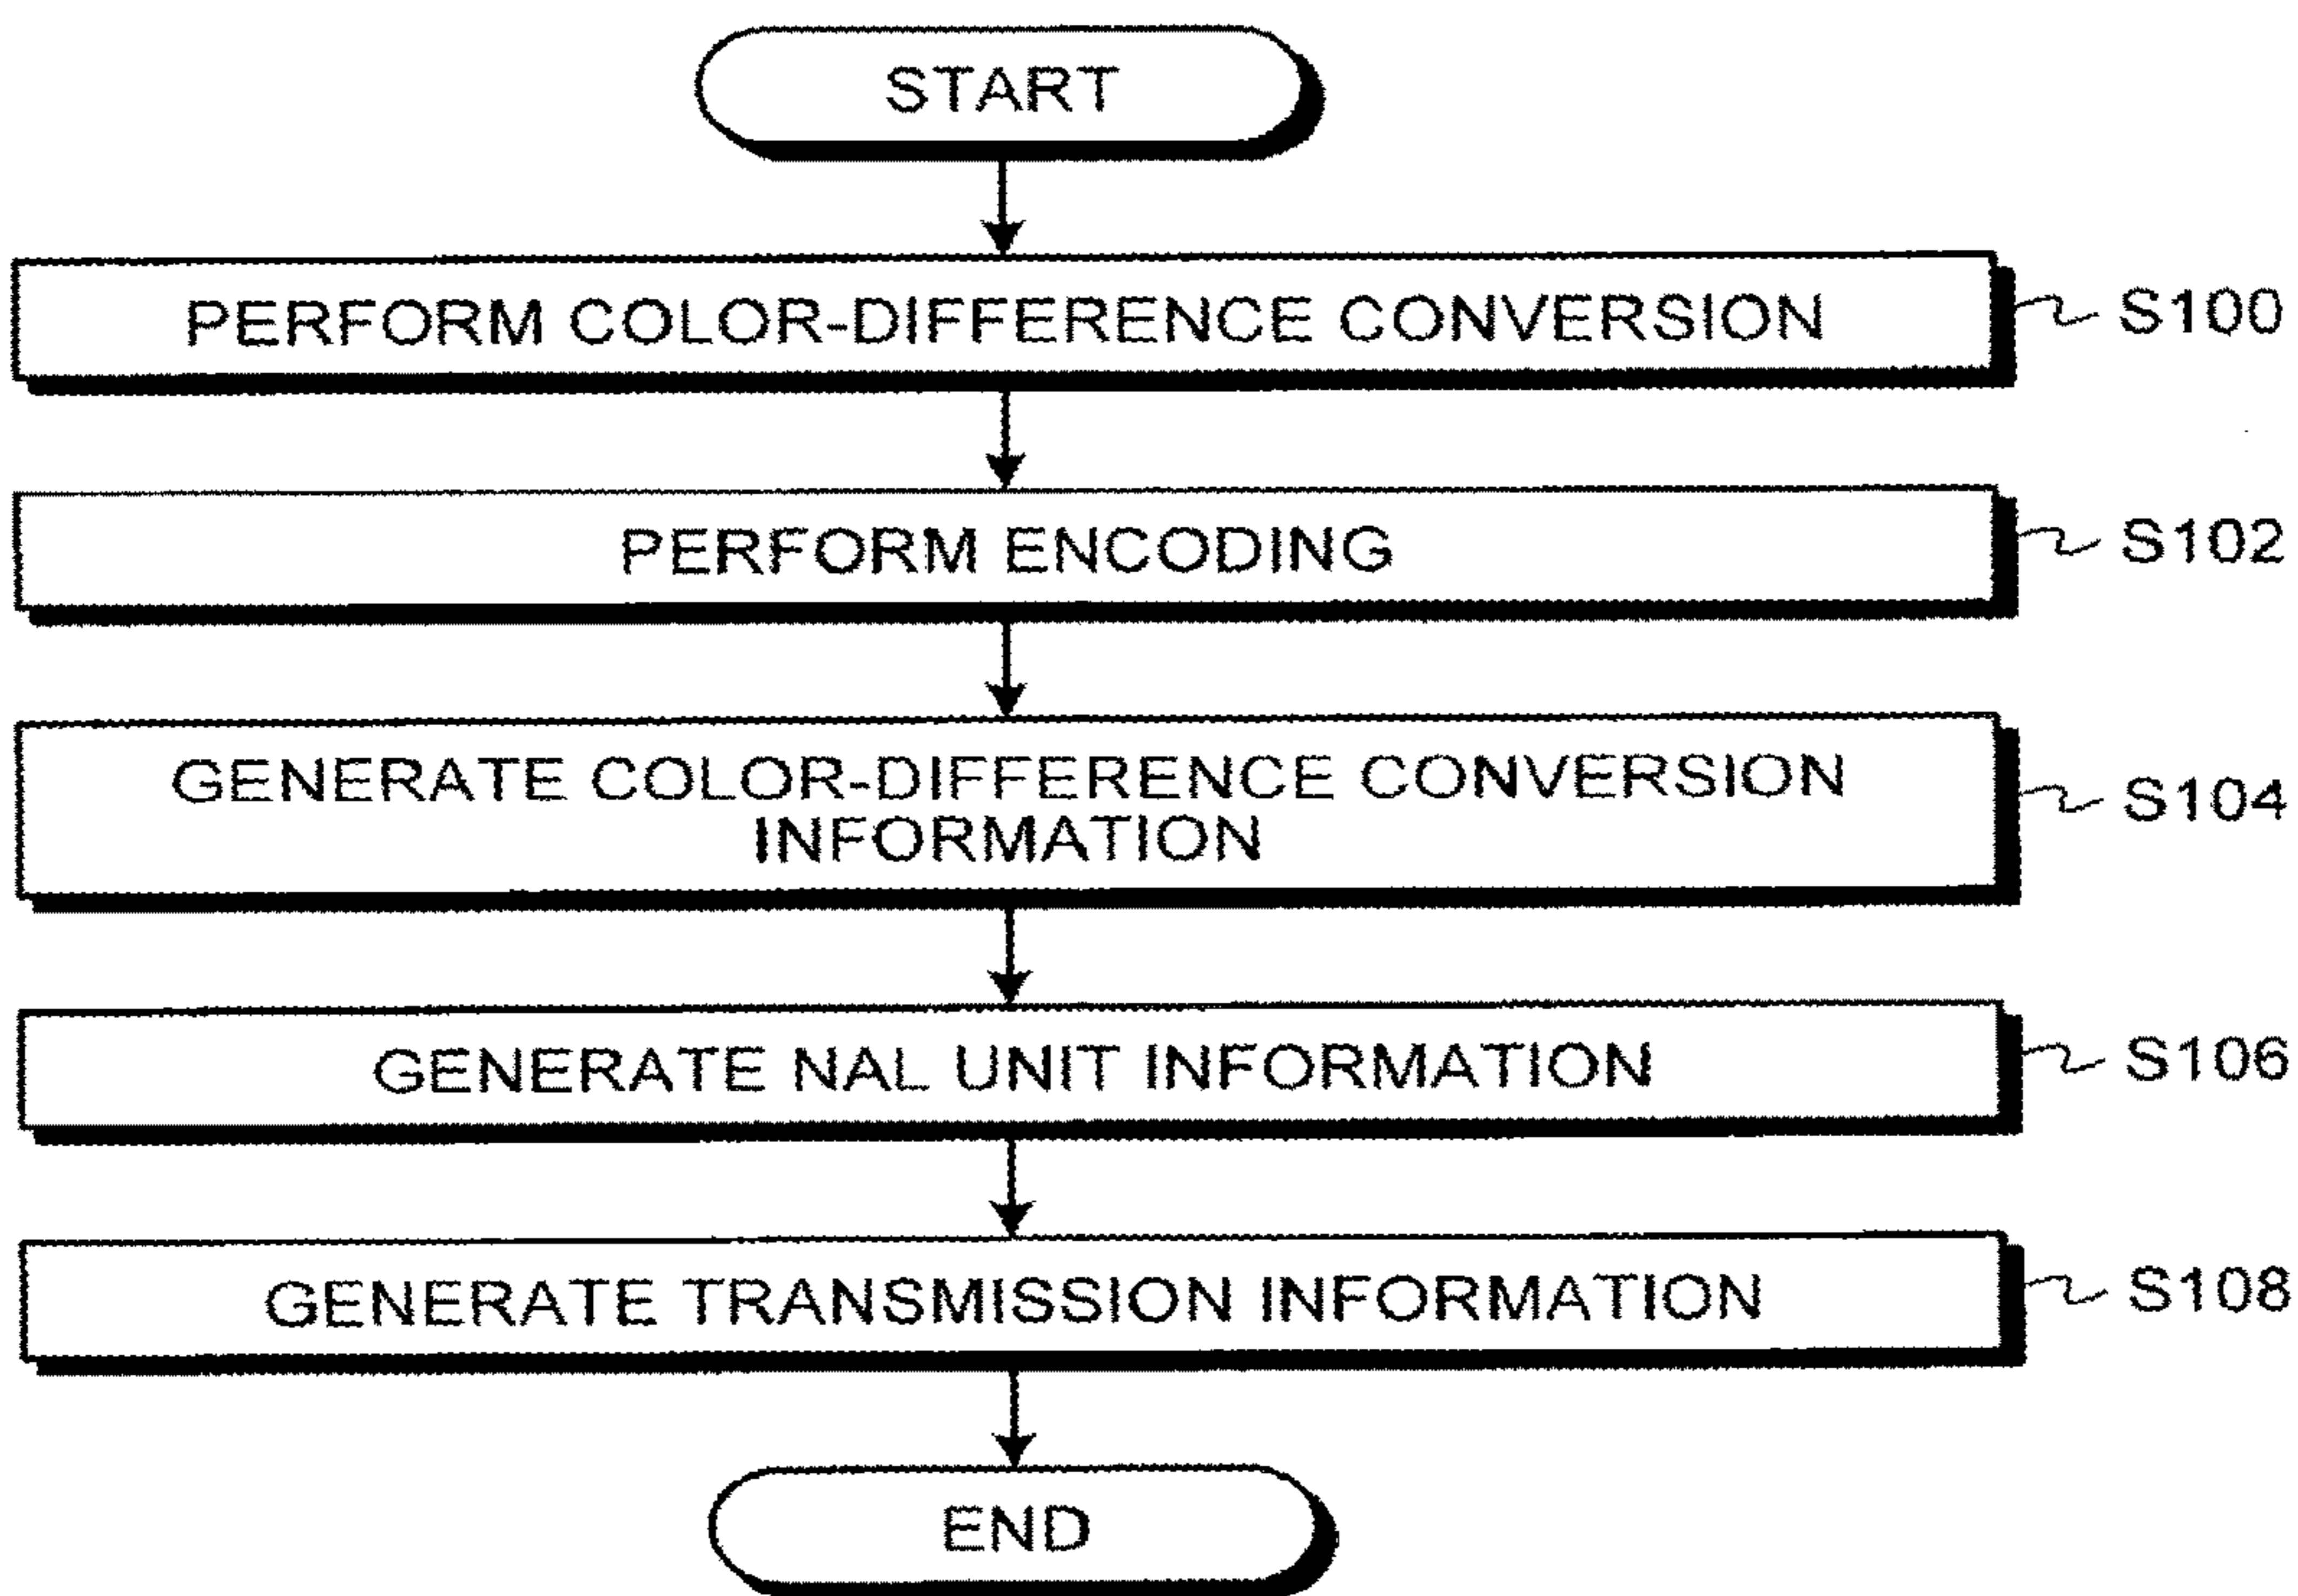 START
PERFORM COLOR-DIFFERENCE CONVERSION
S100
PERFORM ENCODING
S102
GENERATE COLOR-DIFFERENCE CONVERSION
INFORMATION
S104
GENERATE NAL UNIT INFORMATION
S106
GENERATE TRANSMISSION INFORMATION
S108
END